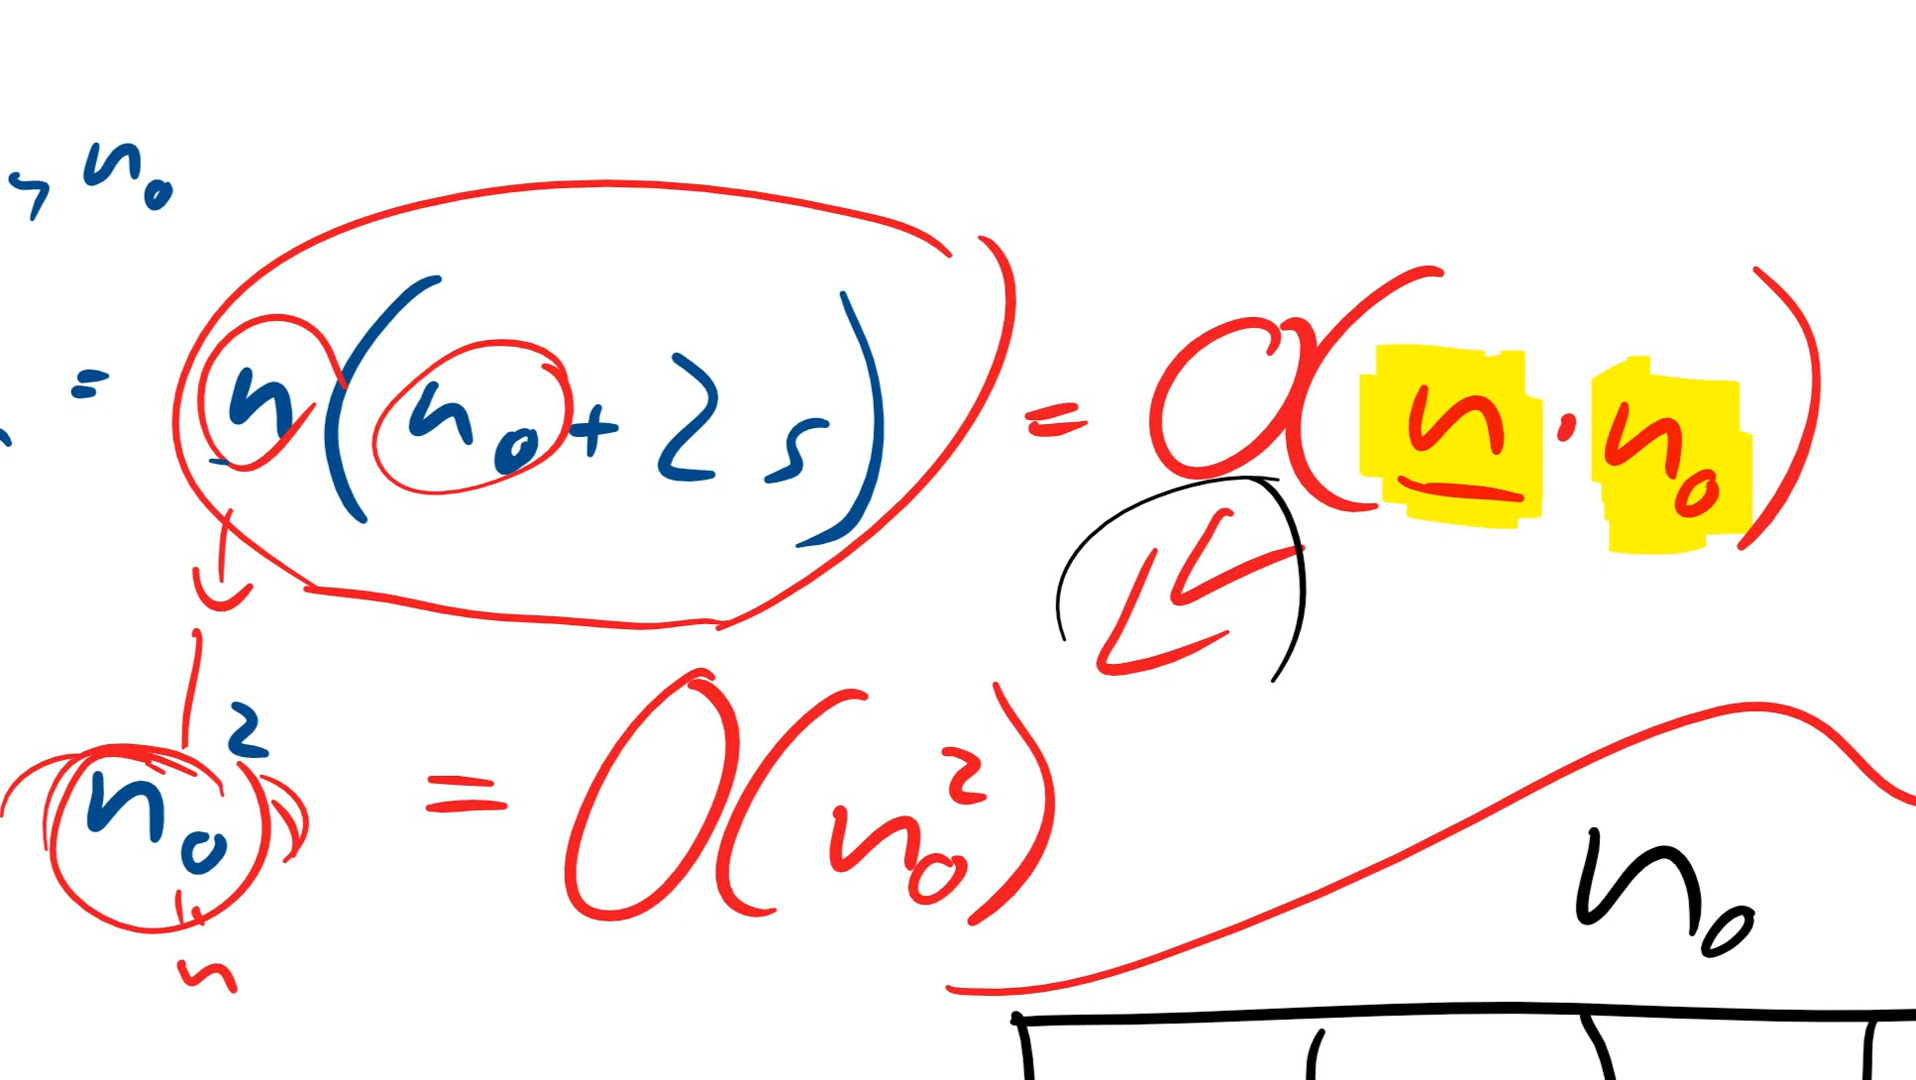 , n₀
= n(n₀+2s) = O(n·n₀)
n₀² = O(n₀²)
n₀
n